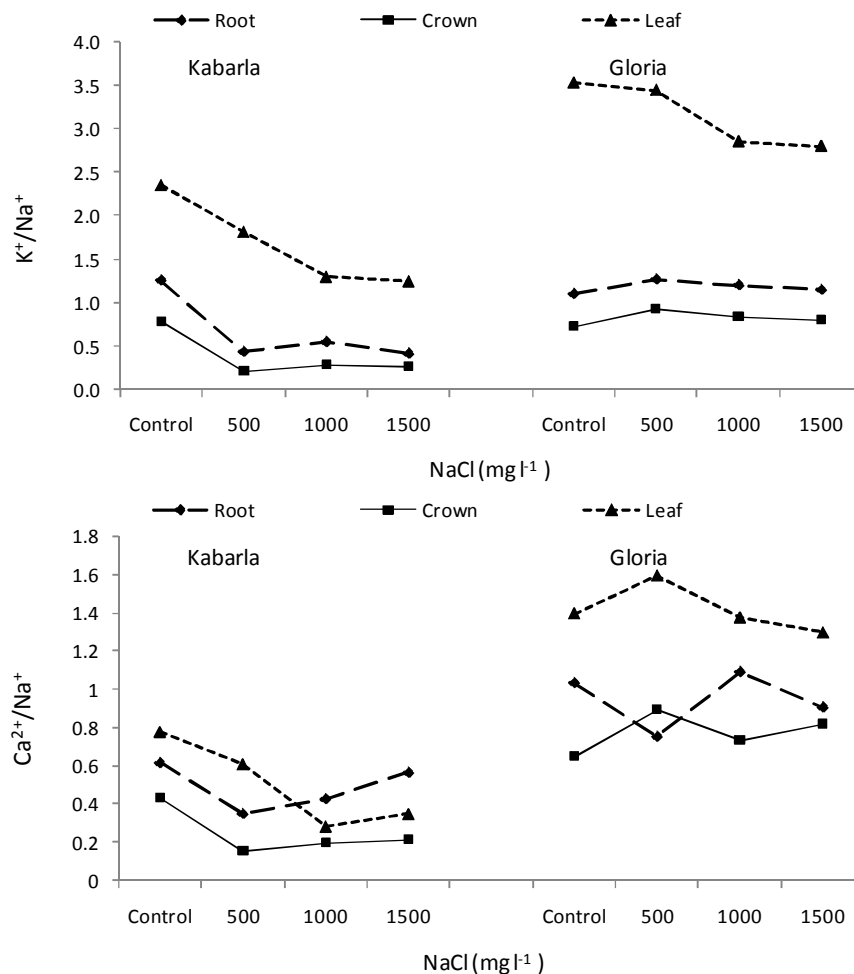 Root Crown Leaf
4.0 Kabarla Gloria
3.5
3.0
2.5
2.0
1.5
1.0
0.5
0.0
K⁺/Na⁺
Control 500 1000 1500 Control 500 1000 1500
NaCl (mg l⁻¹ )
Root Crown Leaf
1.8
Kabarla Gloria
1.6
1.4
1.2
1
0.8
0.6
0.4
0.2
0
Ca²⁺/Na⁺
Control 500 1000 1500 Control 500 1000 1500
NaCl (mg l⁻¹ )